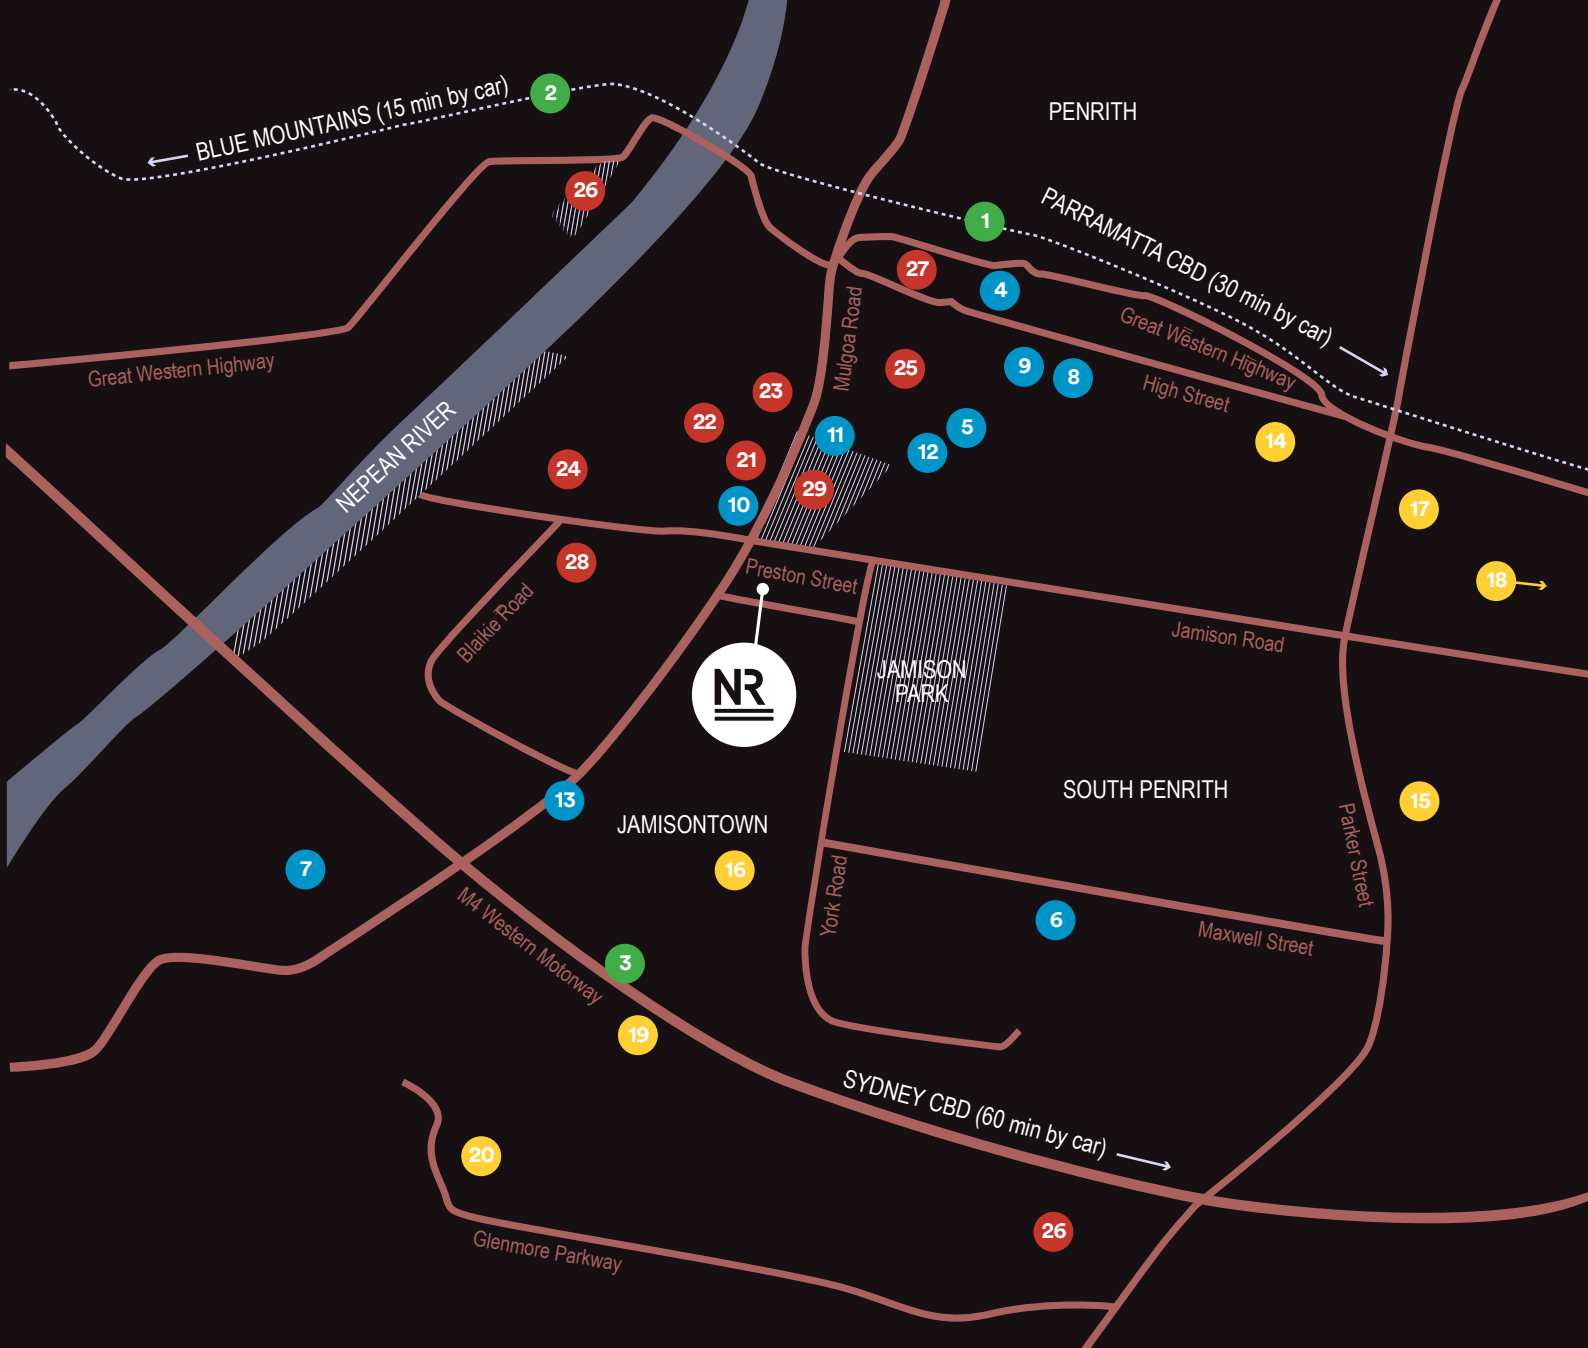 BLUE MOUNTAINS (15 min by car)
2
PENRITH
26
1
PARRAMATTA CBD (30 min by car)
27
4
Great Western Highway
Mulgoa Road
Great Western Highway
High Street
25
9
8
23
22
11
5
12
14
NEPEAN RIVER
21
24
29
10
17
28
Preston Street
18
Blaikie Road
Jamison Road
NR
JAMISON
PARK
SOUTH PENRITH
13
15
JAMISONTOWN
Parker Street
7
16
York Road
6
M4 Western Motorway
Maxwell Street
3
19
SYDNEY CBD (60 min by car)
20
26
Glenmore Parkway